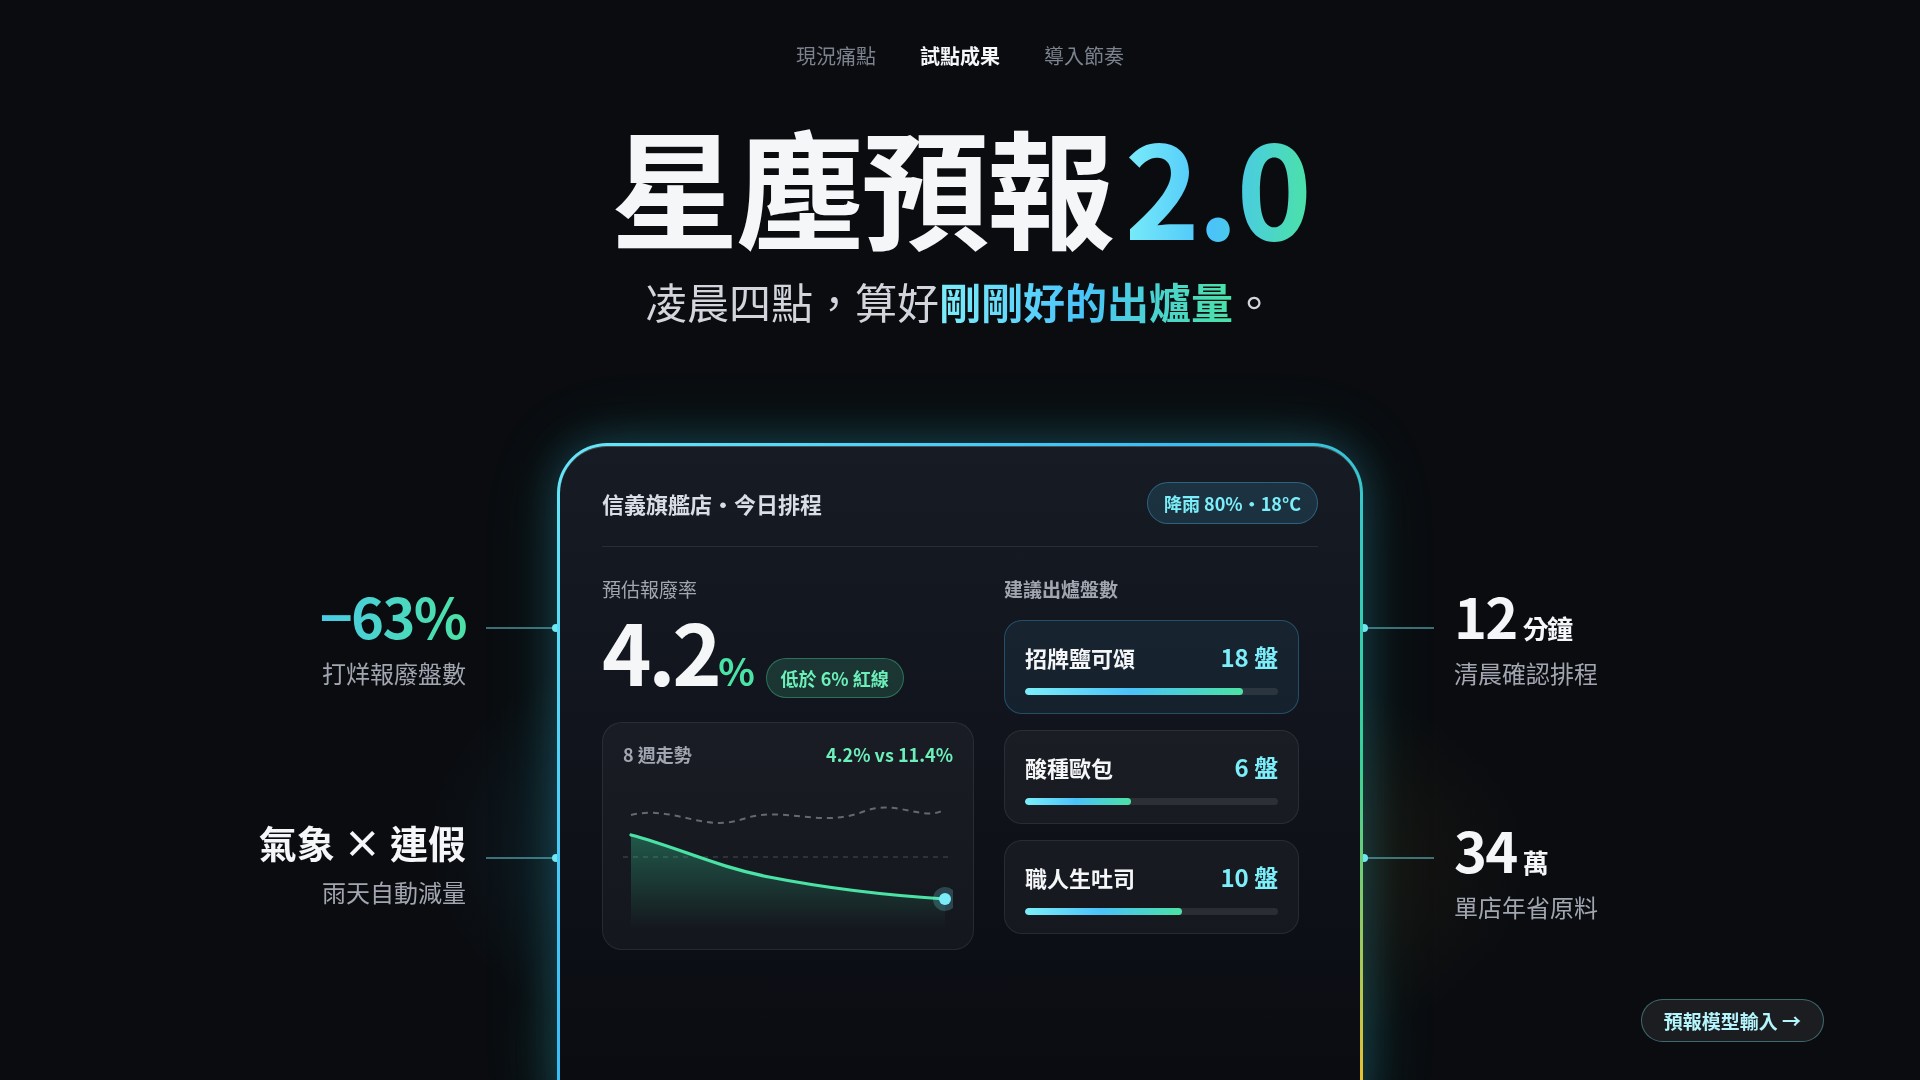 現況痛點 試點成果 導入節奏
星塵預報 2.0
凌晨四點，算好剛剛好的出爐量。
信義旗艦店・今日排程
降雨 80%・18°C
預估報廢率
4.2%
低於 6% 紅線
8 週走勢
4.2% vs 11.4%
建議出爐盤數
招牌鹽可頌 18 盤
酸種歐包 6 盤
職人生吐司 10 盤
−63%
打烊報廢盤數
氣象 × 連假
雨天自動減量
12 分鐘
清晨確認排程
34 萬
單店年省原料
預報模型輸入 →